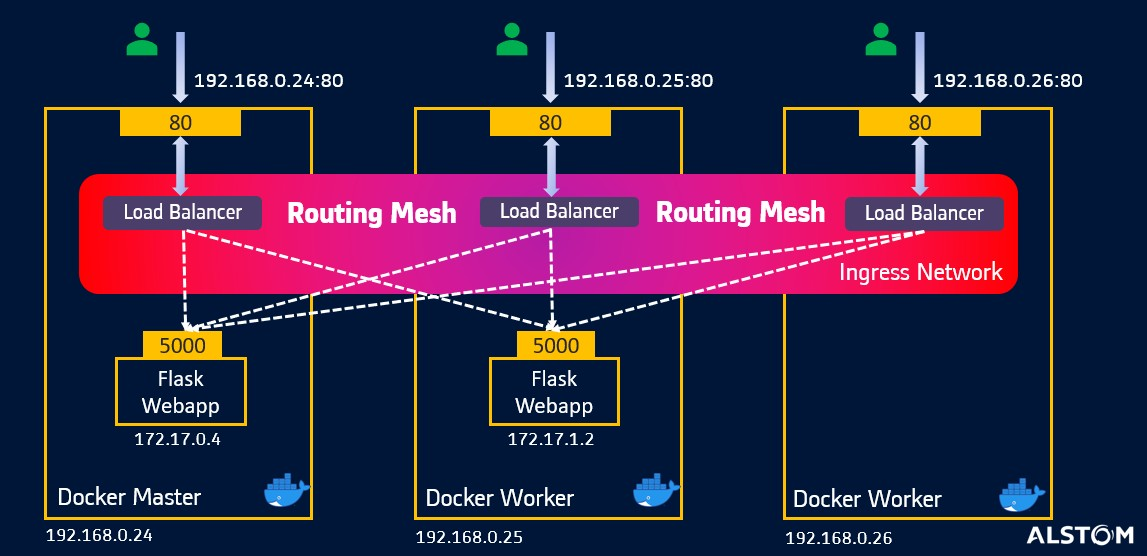 192.168.0.24:80
192.168.0.25:80
192.168.0.26:80
80
80
80
Load Balancer
Routing Mesh
Load Balancer
Routing Mesh
Load Balancer
Ingress Network
5000
5000
Flask
Webapp
Flask
Webapp
172.17.0.4
172.17.1.2
Docker Master
Docker Worker
Docker Worker
192.168.0.24
192.168.0.25
192.168.0.26
ALSTOM